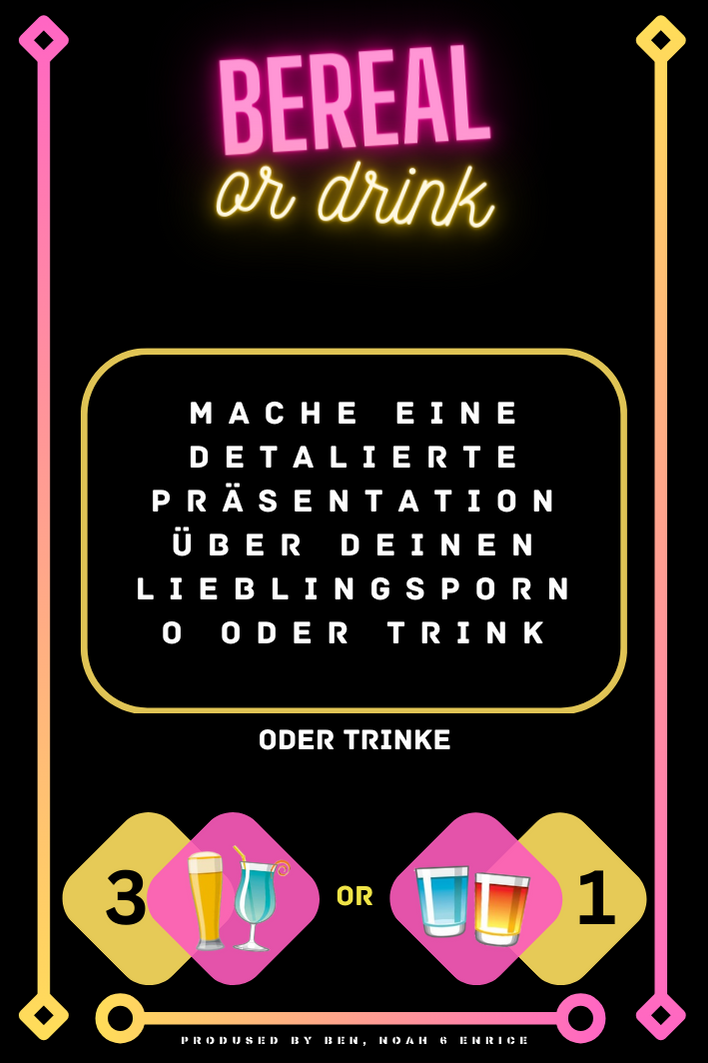 BEREAL
or drink
MACHE EINE
DETALIERTE
PRÄSENTATION
ÜBER DEINEN
LIEBLINGSPORN
O ODER TRINK
ODER TRINKE
3 OR 1
PRODUSED BY BEN, NOAH & ENRICE